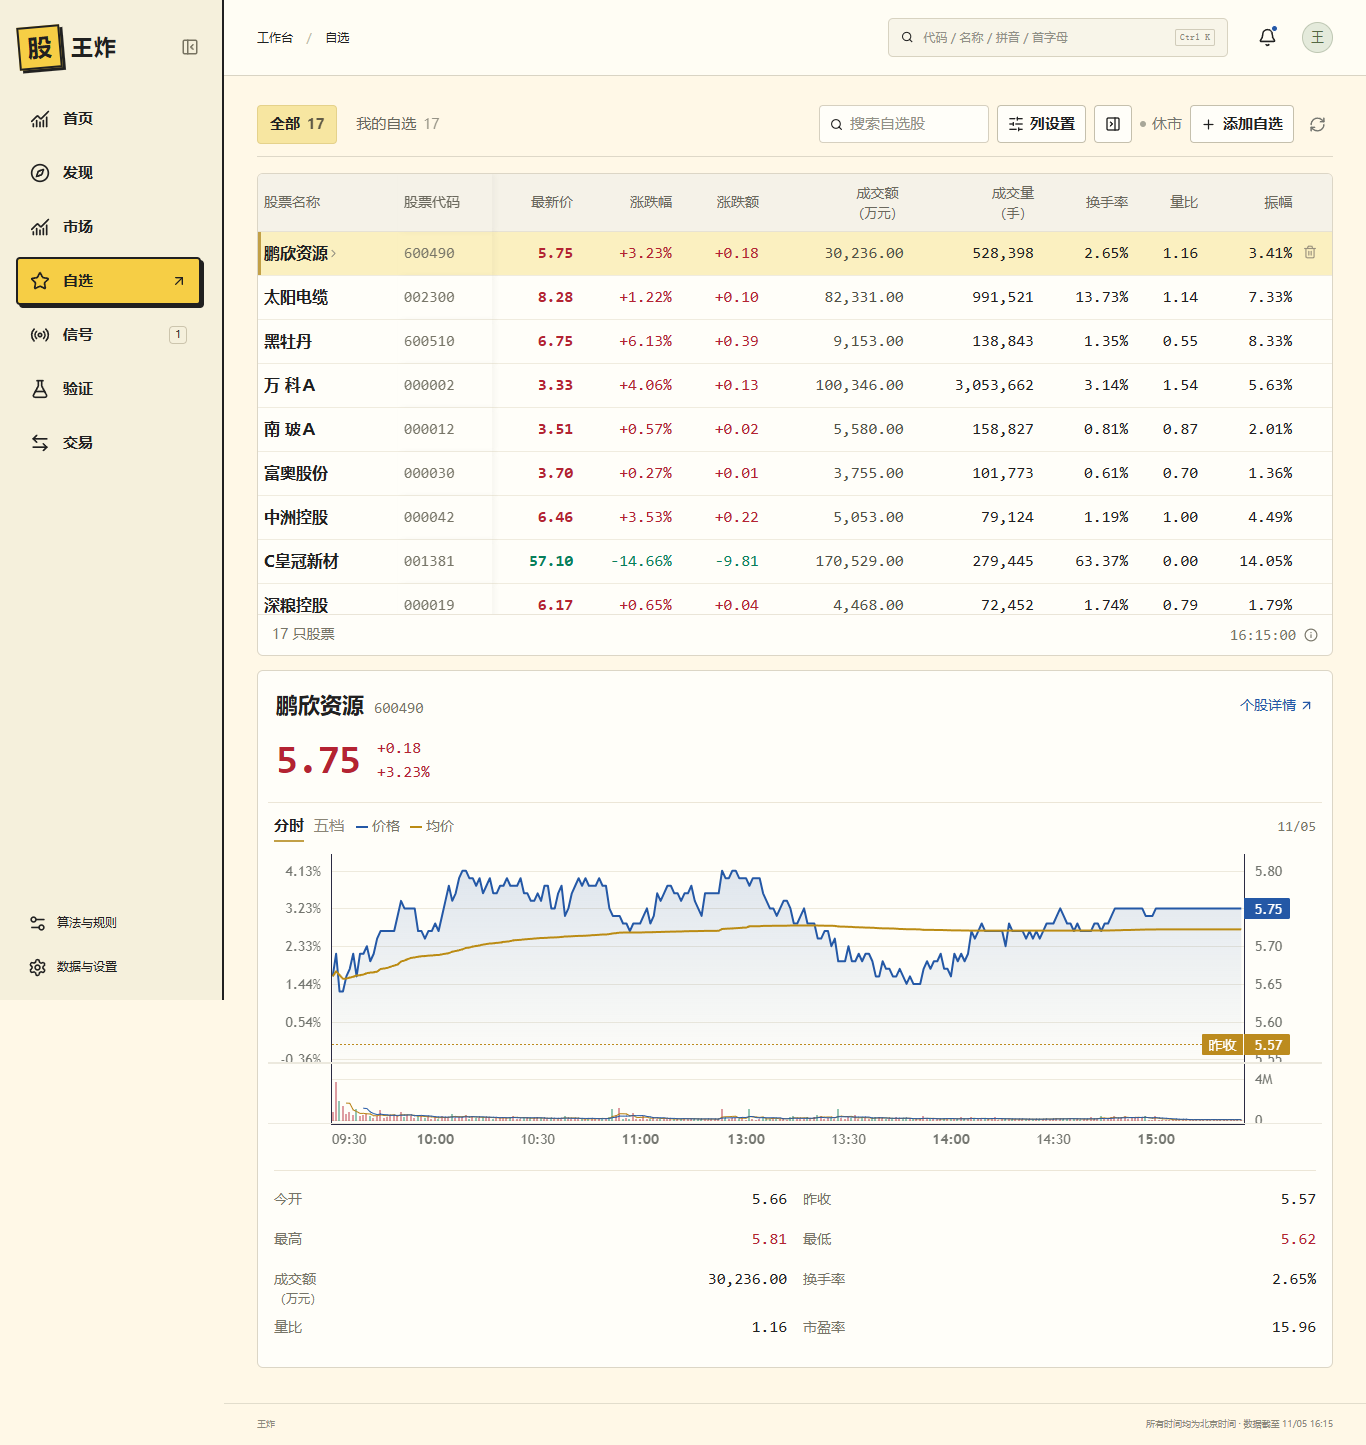 股 王炸
工作台 / 自选
代码 / 名称 / 拼音 / 首字母 Ctrl K
王
首页
发现
市场
自选
信号 1
验证
交易
算法与规则
数据与设置
全部 17 我的自选 17
搜索自选股 列设置 休市 + 添加自选
股票名称 股票代码 最新价 涨跌幅 涨跌额 成交额 (万元) 成交量 (手) 换手率 量比 振幅
鹏欣资源 600490 5.75 +3.23% +0.18 30,236.00 528,398 2.65% 1.16 3.41%
太阳电缆 002300 8.28 +1.22% +0.10 82,331.00 991,521 13.73% 1.14 7.33%
黑牡丹 600510 6.75 +6.13% +0.39 9,153.00 138,843 1.35% 0.55 8.33%
万 科A 000002 3.33 +4.06% +0.13 100,346.00 3,053,662 3.14% 1.54 5.63%
南 玻A 000012 3.51 +0.57% +0.02 5,580.00 158,827 0.81% 0.87 2.01%
富奥股份 000030 3.70 +0.27% +0.01 3,755.00 101,773 0.61% 0.70 1.36%
中洲控股 000042 6.46 +3.53% +0.22 5,053.00 79,124 1.19% 1.00 4.49%
C皇冠新材 001381 57.10 -14.66% -9.81 170,529.00 279,445 63.37% 0.00 14.05%
深粮控股 000019 6.17 +0.65% +0.04 4,468.00 72,452 1.74% 0.79 1.79%
17 只股票 16:15:00
鹏欣资源 600490 个股详情
5.75 +0.18
+3.23%
分时 五档 价格 均价 11/05
4.13% 5.80
3.23% 5.75
2.33% 5.70
1.44% 5.65
0.54% 5.60
昨收 5.57
-0.36% 5.55
4M
0
09:30 10:00 10:30 11:00 13:00 13:30 14:00 14:30 15:00
今开 5.66 昨收 5.57
最高 5.81 最低 5.62
成交额 30,236.00 换手率 2.65%
(万元)
量比 1.16 市盈率 15.96
王炸 所有时间均为北京时间 · 数据截至 11/05 16:15